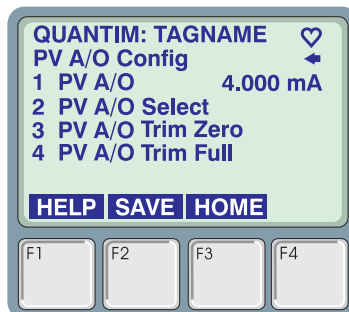 QUANTIM: TAGNAME
PV A/O Config
1 PV A/O 4.000 mA
2 PV A/O Select
3 PV A/O Trim Zero
4 PV A/O Trim Full
HELP SAVE HOME
F1 F2 F3 F4